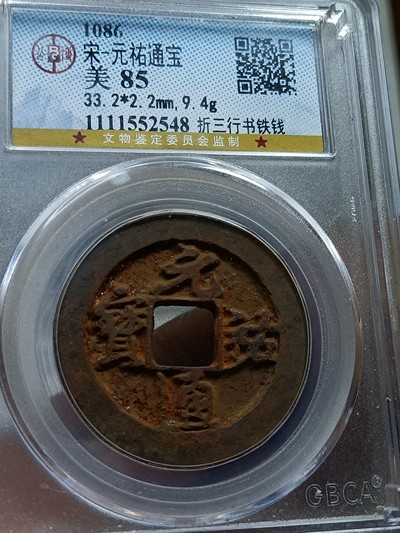 1086
宋-元祐通宝
美 85
33.2*2.2mm,9.4g
1111552548 折三行书铁钱
★ 文物鉴定委员会监制 ★
元
寶 祐
通
GBCA